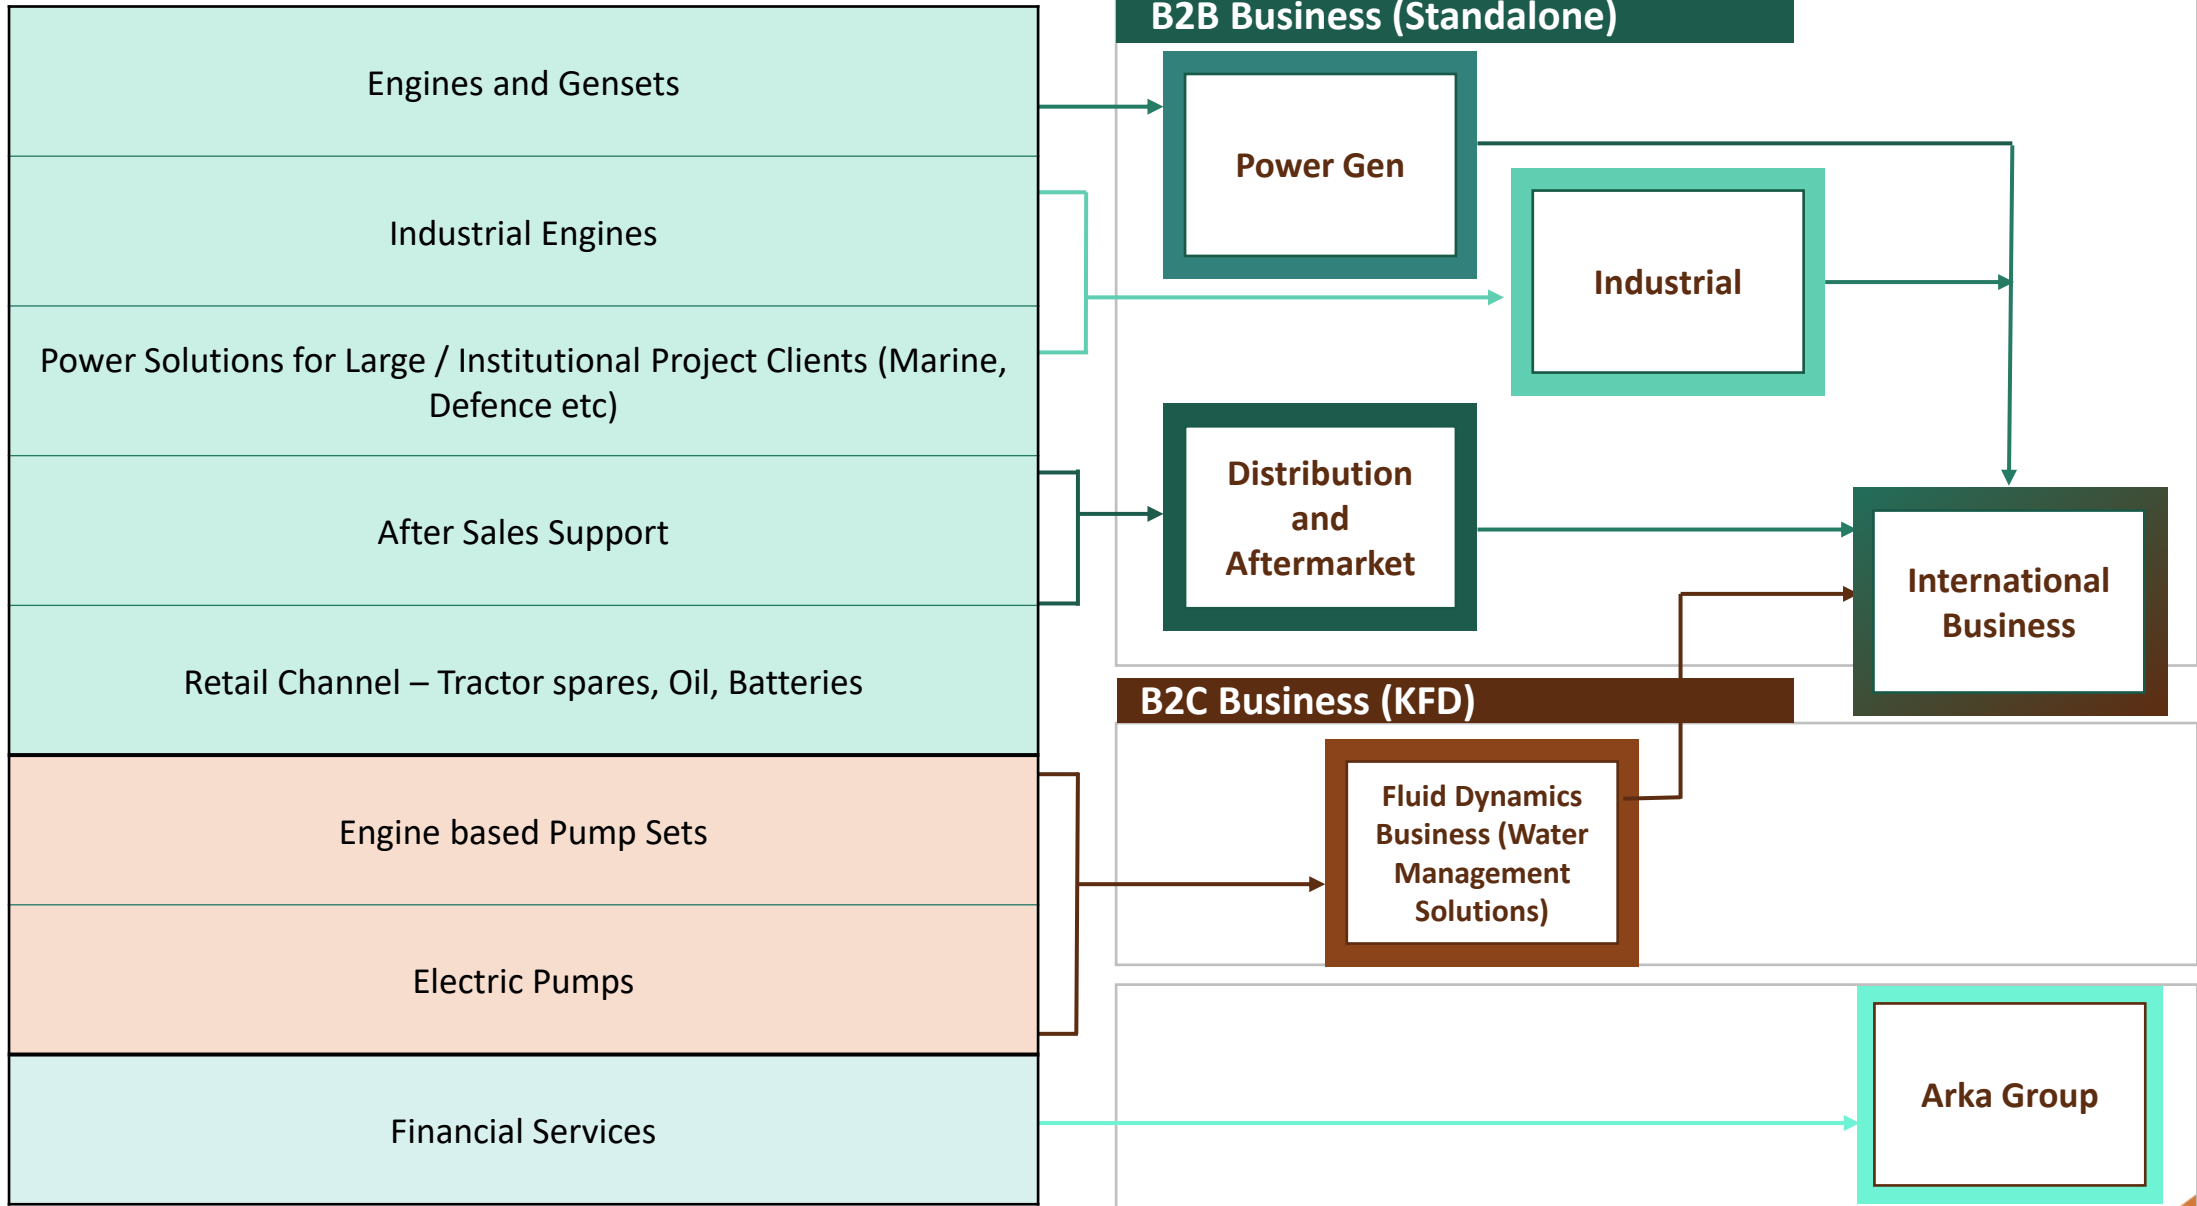 Engines and Gensets
Industrial Engines
Power Solutions for Large / Institutional Project Clients (Marine,
Defence etc)
After Sales Support
Retail Channel – Tractor spares, Oil, Batteries
Engine based Pump Sets
Electric Pumps
Financial Services
B2B Business (Standalone)
Power Gen
Industrial
Distribution
and
Aftermarket
International
Business
B2C Business (KFD)
Fluid Dynamics
Business (Water
Management
Solutions)
Arka Group